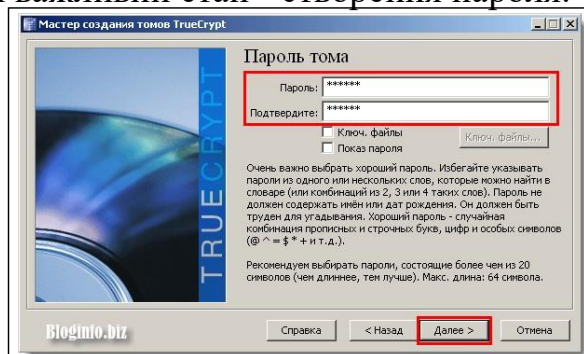 важливий етап - створення пароля.
Мастер создания томов TrueCrypt
TRUECRYPT
Пароль тома
Пароль: ******
Подтвердите: ******
Ключ. файлы
Ключ. файлы...
Показ пароля
Очень важно выбрать хороший пароль. Избегайте указывать
пароли из одного или нескольких слов, которые можно найти в
словаре (или комбинаций из 2, 3 или 4 таких слов). Пароль не
должен содержать имён или дат рождения. Он должен быть
труден для угадывания. Хороший пароль - случайная
комбинация прописных и строчных букв, цифр и особых символов
(@ ^ = $ * + и т.д.).
Рекомендуем выбирать пароли, состоящие более чем из 20
символов (чем длиннее, тем лучше). Макс. длина: 64 символа.
Bloginfo.biz
Справка
< Назад
Далее >
Отмена